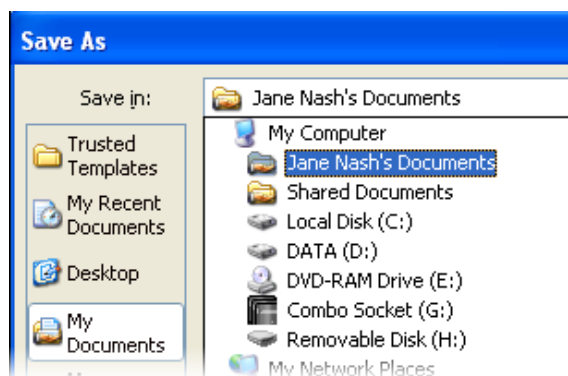 Save As
Save in:
Jane Nash's Documents
Trusted
Templates
My Recent
Documents
Desktop
My
Documents
My Computer
Jane Nash's Documents
Shared Documents
Local Disk (C:)
DATA (D:)
DVD-RAM Drive (E:)
Combo Socket (G:)
Removable Disk (H:)
My Network Places